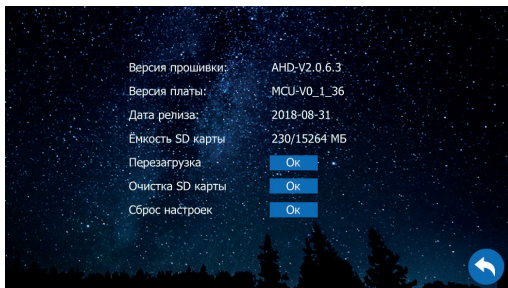 Версия прошивки: AHD-V2.0.6.3
Версия платы: MCU-V0_1_36
Дата релиза: 2018-08-31
Ёмкость SD карты 230/15264 МБ
Перезагрузка Ок
Очистка SD карты Ок
Сброс настроек Ок